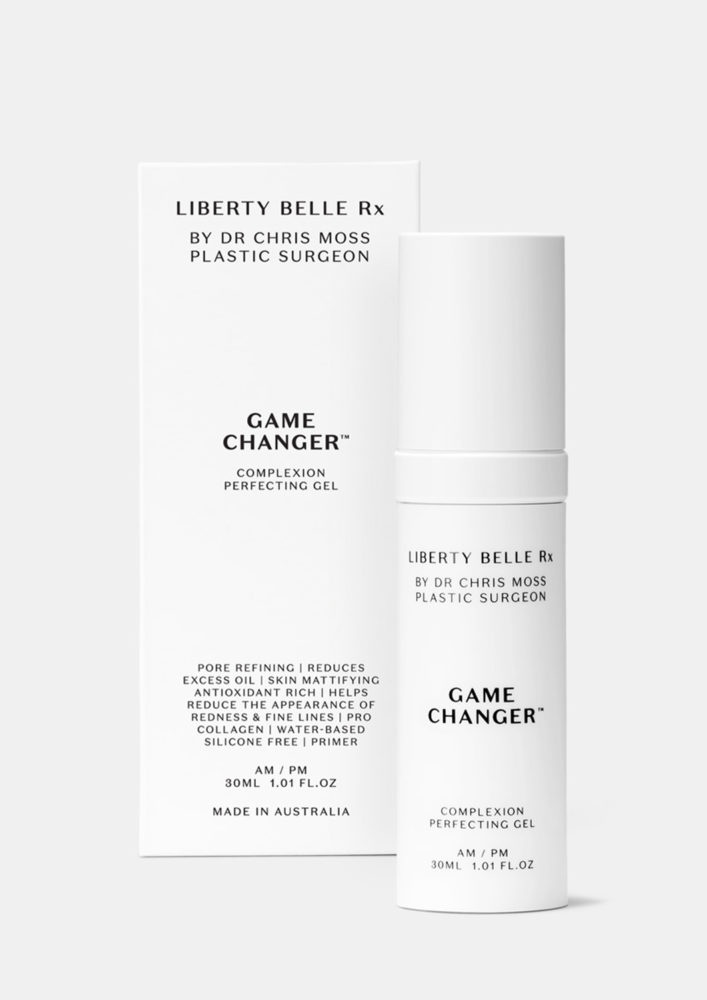 LIBERTY BELLE Rx
BY DR CHRIS MOSS
PLASTIC SURGEON
GAME
CHANGER™
COMPLEXION
PERFECTING GEL
PORE REFINING | REDUCES
EXCESS OIL | SKIN MATTIFYING
ANTIOXIDANT RICH | HELPS
REDUCE THE APPEARANCE OF
REDNESS & FINE LINES | PRO
COLLAGEN | WATER-BASED
SILICONE FREE | PRIMER
AM / PM
30ML 1.01 FL.OZ
MADE IN AUSTRALIA
LIBERTY BELLE Rx
BY DR CHRIS MOSS
PLASTIC SURGEON
GAME
CHANGER™
COMPLEXION
PERFECTING GEL
AM / PM
30ML 1.01 FL.OZ